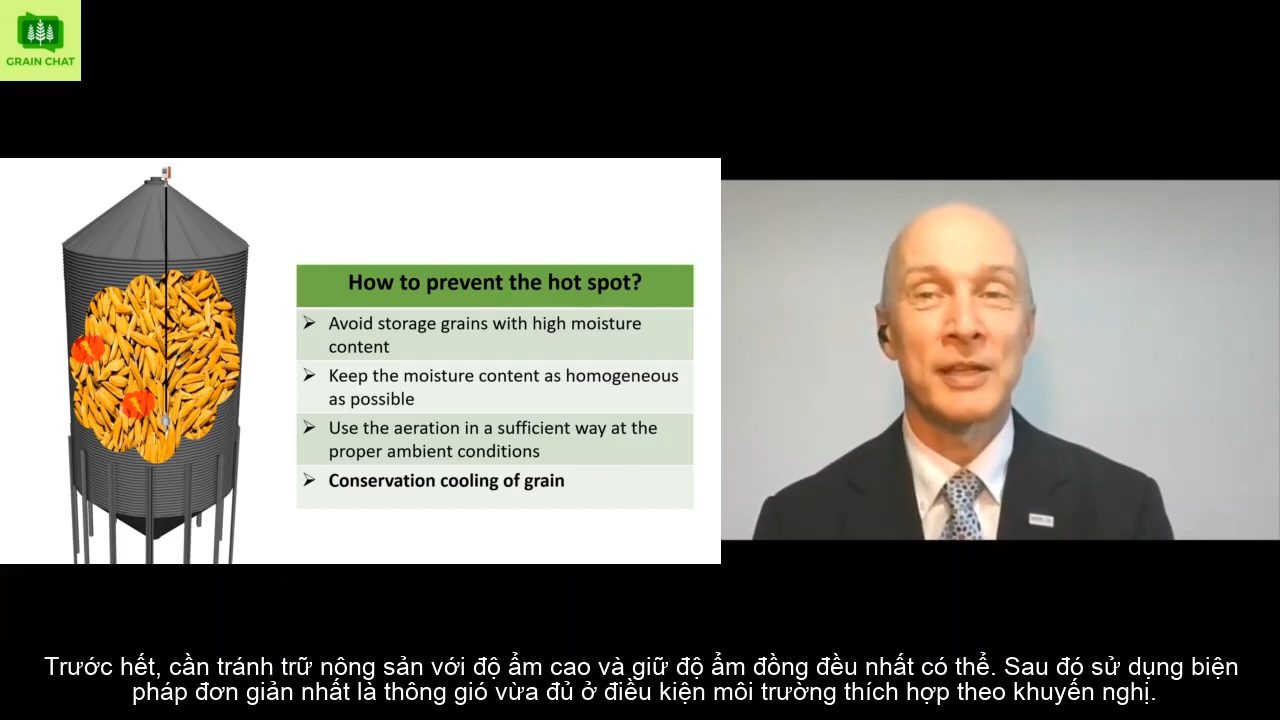 GRAIN CHAT
How to prevent the hot spot?
➢ Avoid storage grains with high moisture
content
➢ Keep the moisture content as homogeneous
as possible
➢ Use the aeration in a sufficient way at the
proper ambient conditions
➢ Conservation cooling of grain
Trước hết, cần tránh trữ nông sản với độ ẩm cao và giữ độ ẩm đồng đều nhất có thể. Sau đó sử dụng biện
pháp đơn giản nhất là thông gió vừa đủ ở điều kiện môi trường thích hợp theo khuyến nghị.